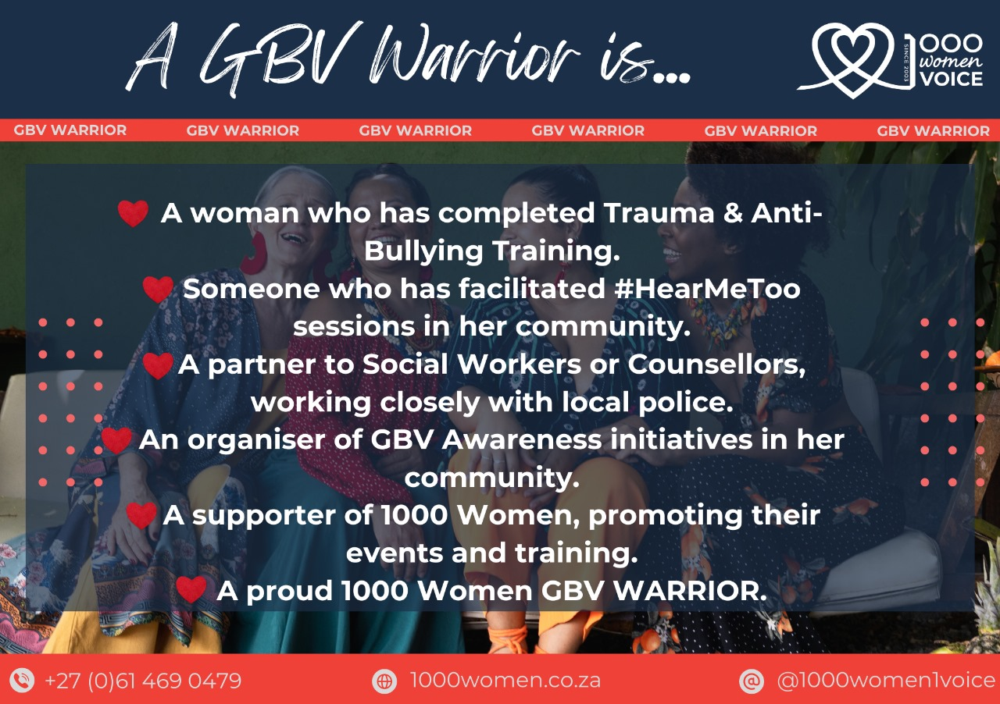 A GBV Warrior is...
1000
women
VOICE
SINCE 2003
GBV WARRIOR GBV WARRIOR GBV WARRIOR GBV WARRIOR GBV WARRIOR GBV WARRIOR
A woman who has completed Trauma & Anti-
Bullying Training.
Someone who has facilitated #HearMeToo
sessions in her community.
A partner to Social Workers or Counsellors,
working closely with local police.
An organiser of GBV Awareness initiatives in her
community.
A supporter of 1000 Women, promoting their
events and training.
A proud 1000 Women GBV WARRIOR.
+27 (0)61 469 0479
1000women.co.za
@1000women1voice